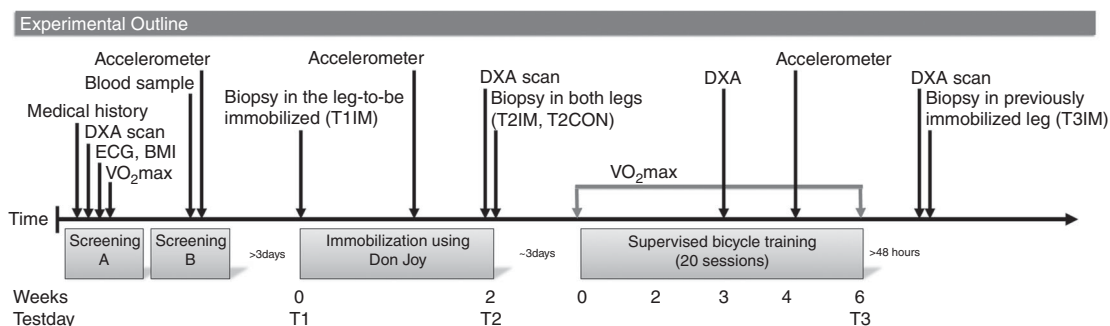 Experimental Outline
Accelerometer
Blood sample
Medical history
DXA scan
ECG, BMI
VO2max
Biopsy in the leg-to-be
immobilized (T1IM)
Accelerometer
DXA scan
Biopsy in both legs
(T2IM, T2CON)
VO2max
DXA
Accelerometer
DXA scan
Biopsy in previously
immobilized leg (T3IM)
Time
Screening
A
Screening
B
>3days
Immobilization using
Don Joy
~3days
Supervised bicycle training
(20 sessions)
>48 hours
Weeks 0 2 0 2 3 4 6
Testday T1 T2 T3